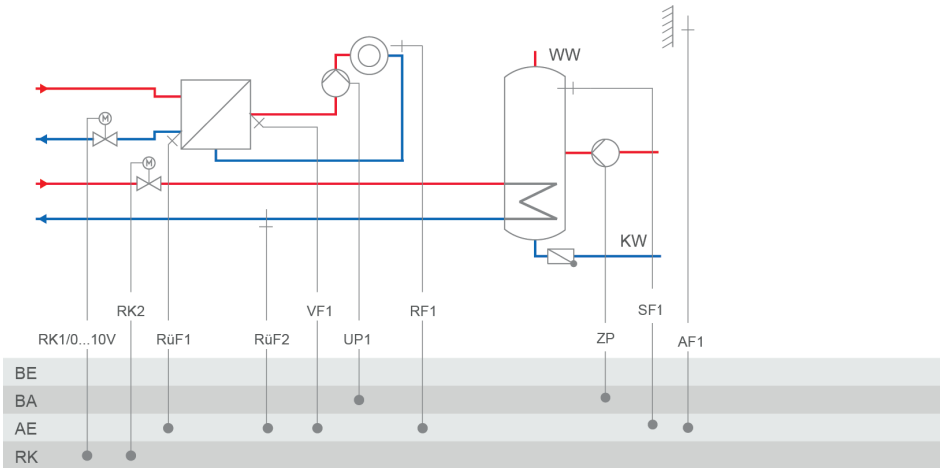 WW
M
M
KW
RK2
VF1
RF1
SF1
RK1/0...10V
RüF1
RüF2
UP1
ZP
AF1
BE
BA
AE
RK